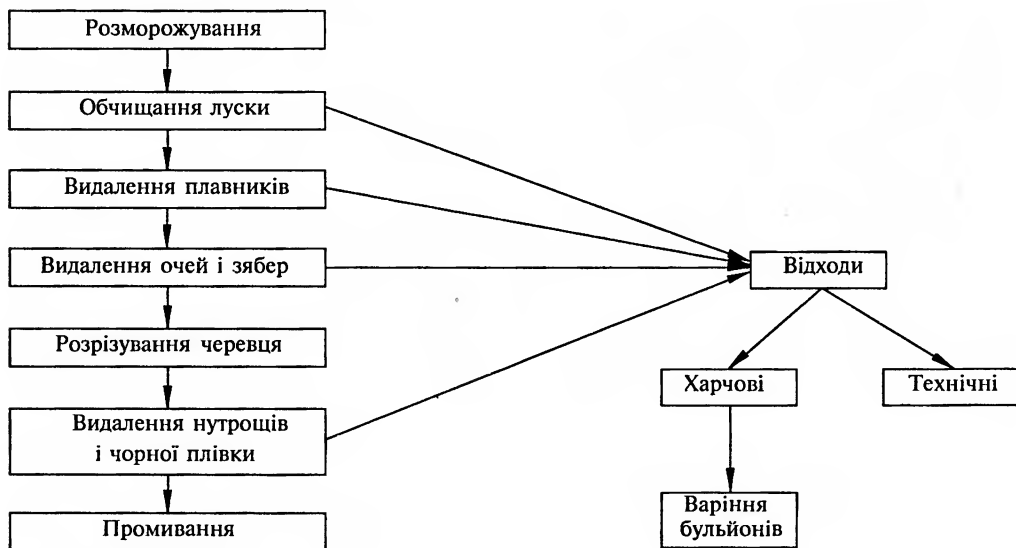 Розморожування
Обчищання луски
Видалення плавників
Видалення очей і зябер
Розрізування черевця
Видалення нутрощів
і чорної плівки
Промивання
Відходи
Харчові
Технічні
Варіння
бульйонів